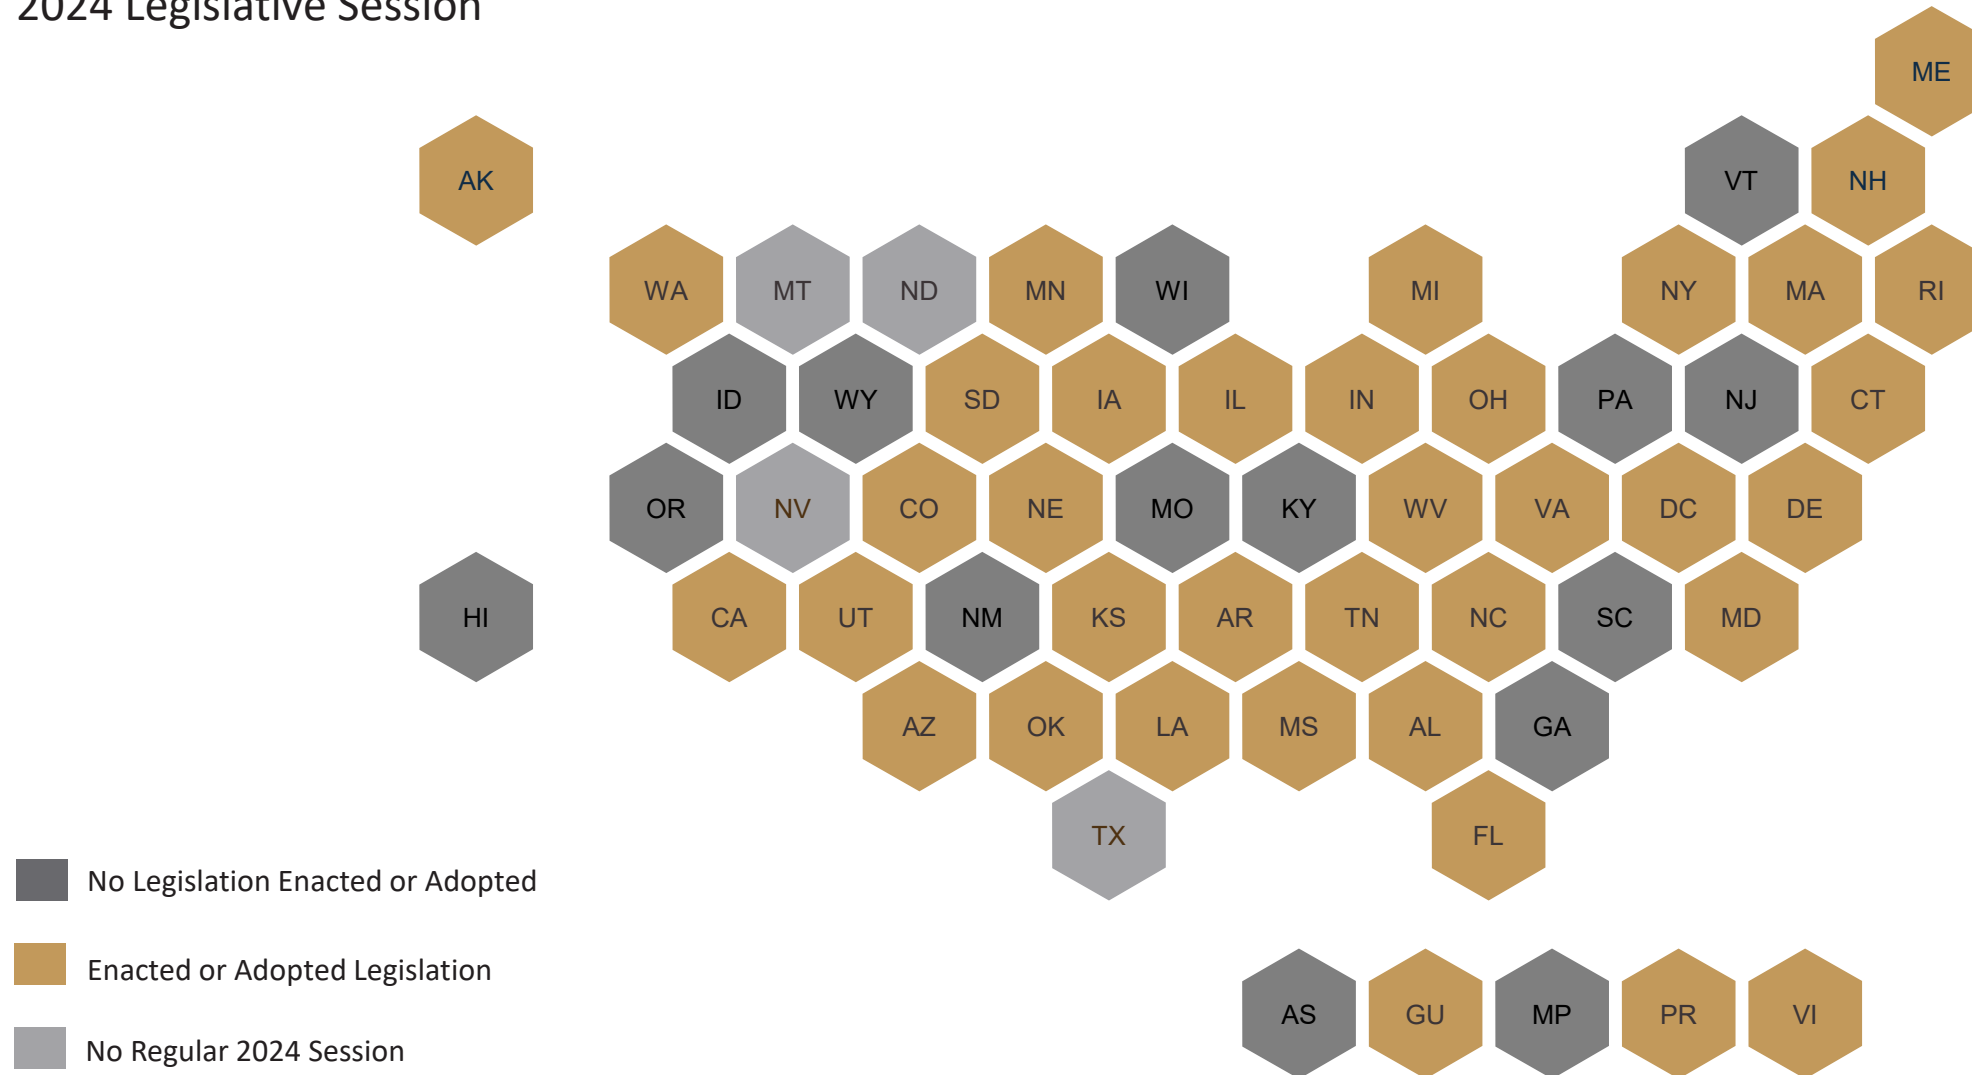 2024 Legislative Session
ME
AK
VT
NH
WA
MT
ND
MN
WI
MI
NY
MA
RI
ID
WY
SD
IA
IL
IN
OH
PA
NJ
CT
OR
NV
CO
NE
MO
KY
WV
VA
DC
DE
HI
CA
UT
NM
KS
AR
TN
NC
SC
MD
AZ
OK
LA
MS
AL
GA
TX
FL
No Legislation Enacted or Adopted
Enacted or Adopted Legislation
No Regular 2024 Session
AS
GU
MP
PR
VI